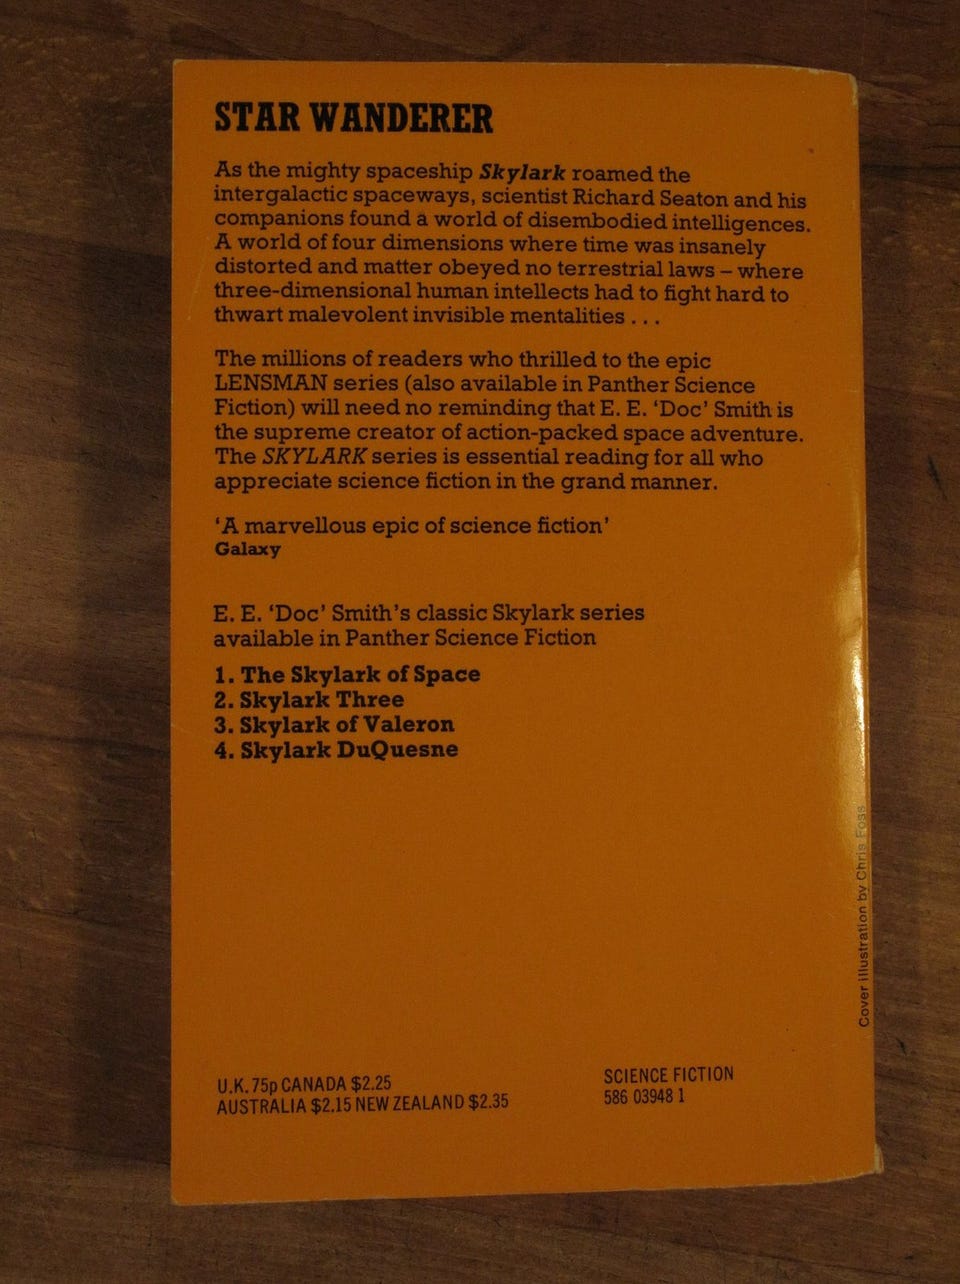 STAR WANDERER
As the mighty spaceship Skylark roamed the
intergalactic spaceways, scientist Richard Seaton and his
companions found a world of disembodied intelligences.
A world of four dimensions where time was insanely
distorted and matter obeyed no terrestrial laws – where
three-dimensional human intellects had to fight hard to
thwart malevolent invisible mentalities . . .
The millions of readers who thrilled to the epic
LENSMAN series (also available in Panther Science
Fiction) will need no reminding that E. E. ‘Doc’ Smith is
the supreme creator of action-packed space adventure.
The SKYLARK series is essential reading for all who
appreciate science fiction in the grand manner.
‘A marvellous epic of science fiction’
Galaxy
E. E. ‘Doc’ Smith’s classic Skylark series
available in Panther Science Fiction
1. The Skylark of Space
2. Skylark Three
3. Skylark of Valeron
4. Skylark DuQuesne
Cover illustration by Chris Foss
U.K. 75p CANADA $2.25
AUSTRALIA $2.15 NEW ZEALAND $2.35
SCIENCE FICTION
586 03948 1